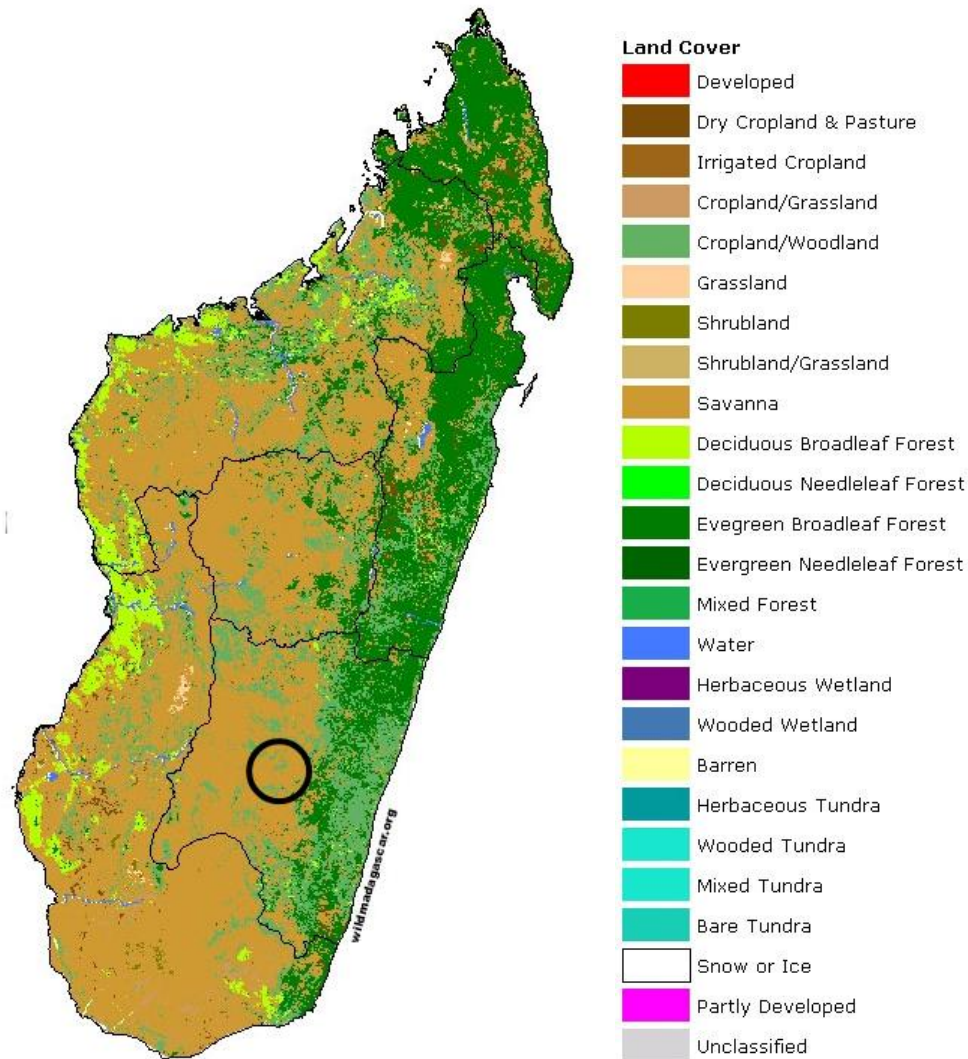 Land Cover
Developed
Dry Cropland & Pasture
Irrigated Cropland
Cropland/Grassland
Cropland/Woodland
Grassland
Shrubland
Shrubland/Grassland
Savanna
Deciduous Broadleaf Forest
Deciduous Needleleaf Forest
Evegreen Broadleaf Forest
Evergreen Needleleaf Forest
Mixed Forest
Water
Herbaceous Wetland
Wooded Wetland
Barren
Herbaceous Tundra
Wooded Tundra
Mixed Tundra
Bare Tundra
Snow or Ice
Partly Developed
Unclassified
wildmadagascar.org